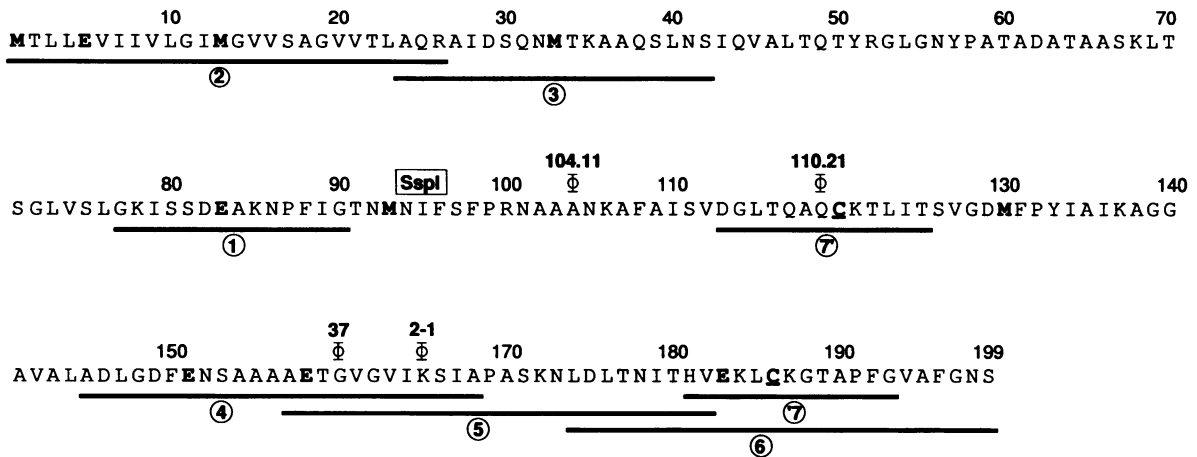 10 20 30 40 50 60 70
MTLLEVIIVLGIMGVVSAGVVTLAQRAIDSQNMTKAAQSLNSIQVALTQTYRGLGNYPATADATAASKLT
② ③
104.11 110.21
Φ Φ
80 90 SspI 100 110 130 140
SGLVSLGKISSDEAKNPFIGTNMNIFSFPRNAAANKAFAISVDGLTQAQCKTLITSVGDMFPYIAIKAGG
① 7'
37 2-1
Φ Φ
150 170 180 190 199
AVALADLGDFENSAAAAETGVGVIKSIAPASKNLDLTNITHVEKLCKGTAPFGVAFGNS
④ ⑤ '7
⑥